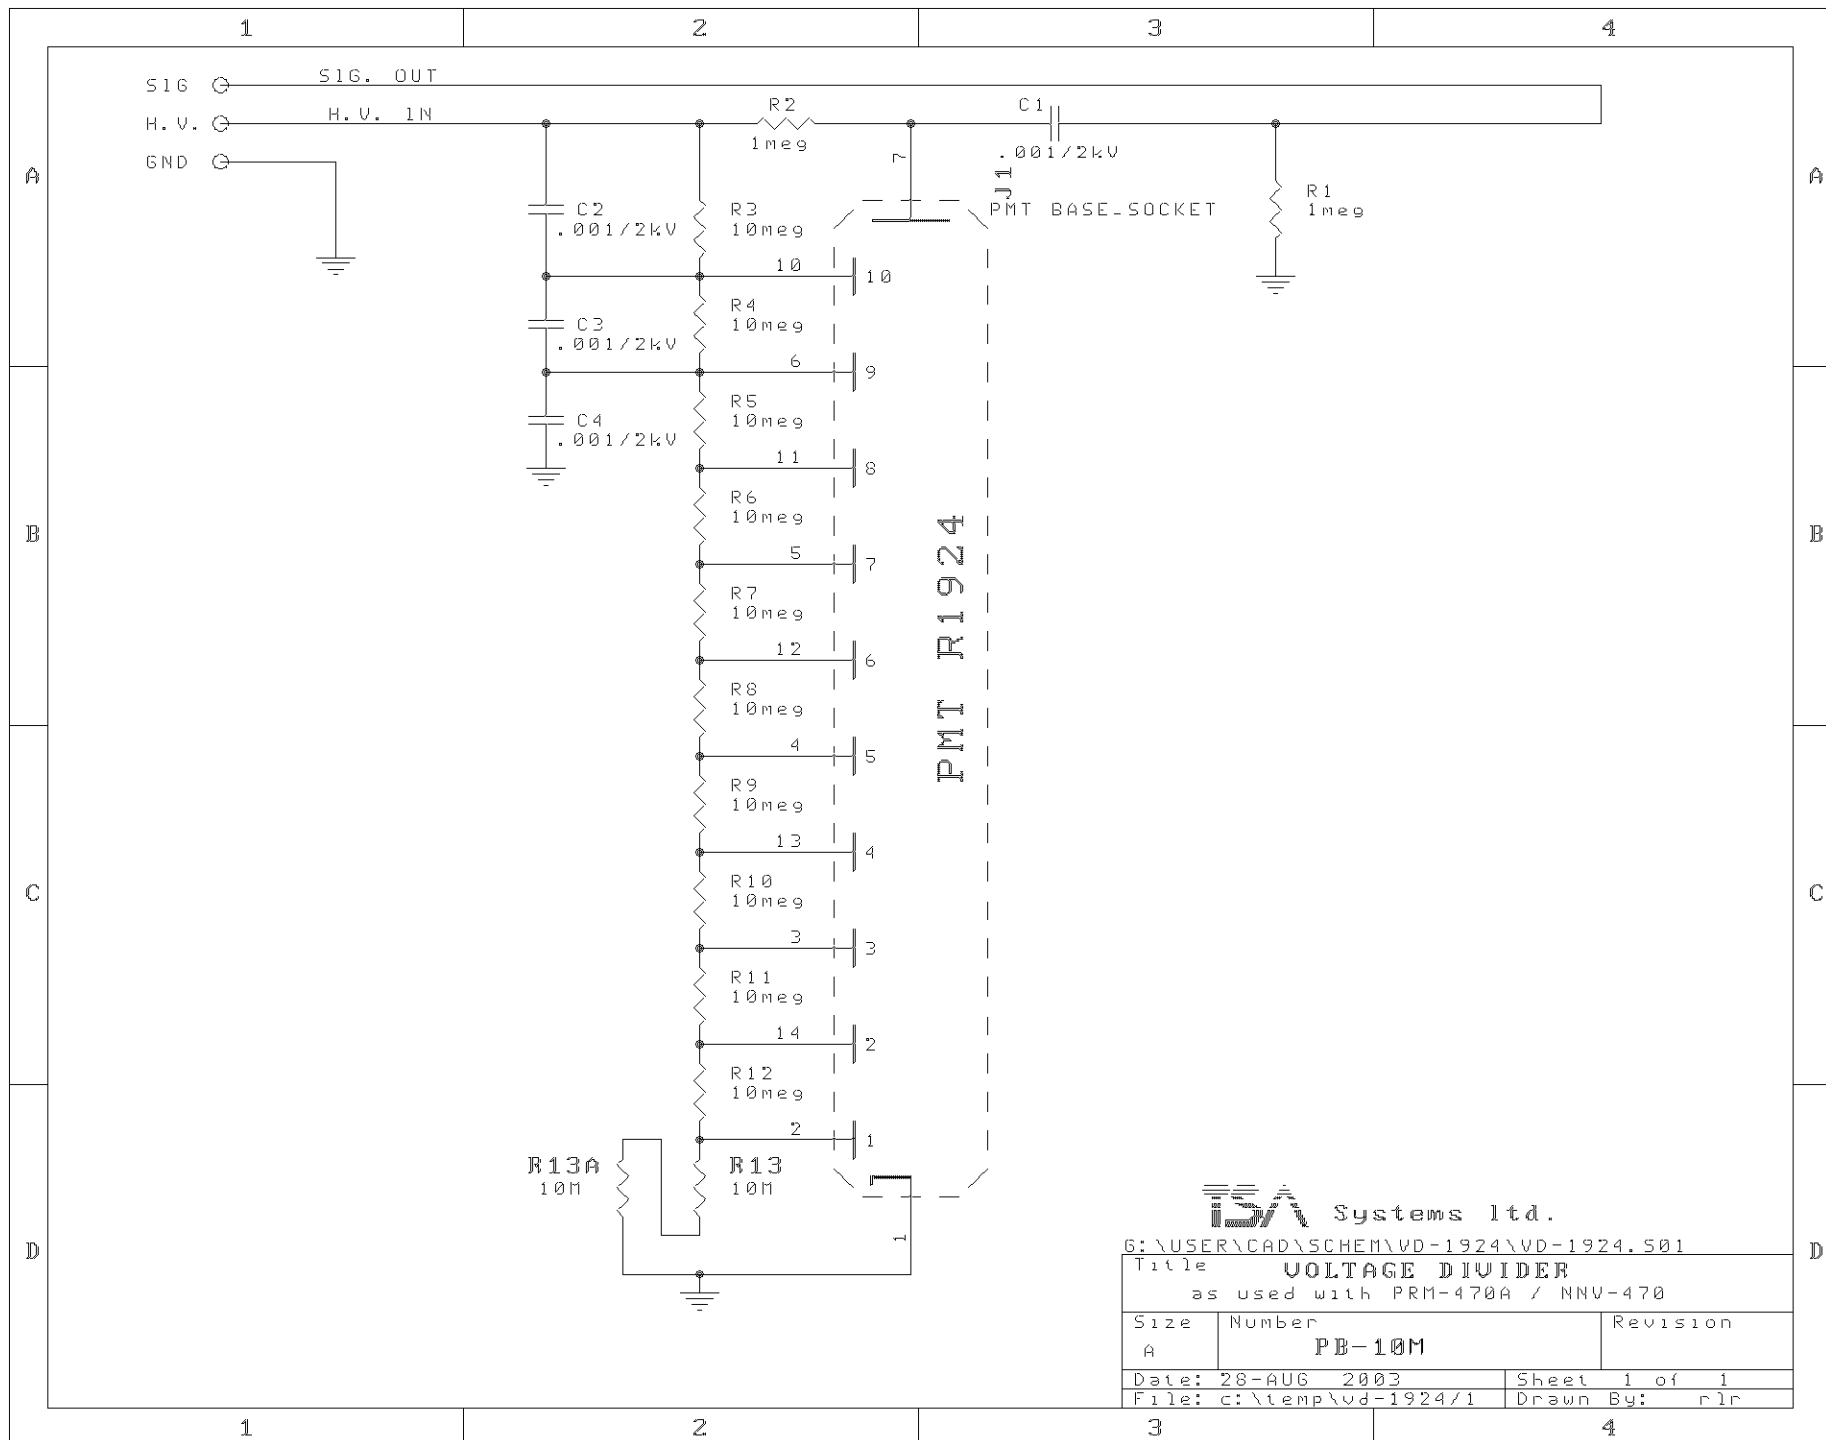 1 2 3 4
SIG SIG. OUT
H.V. H.V. IN
GND
R2
1meg
C1
.001/2kV
7
J1
PMT BASE_SOCKET
R1
1meg
A A
C2
.001/2kV
R3
10meg
10 10
C3
.001/2kV
R4
10meg
6 9
C4
.001/2kV
R5
10meg
11 8
B B
R6
10meg
5 7
PMT R1924
R7
10meg
12 6
R8
10meg
4 5
R9
10meg
13 4
C C
R10
10meg
3 3
R11
10meg
14 2
R12
10meg
2 1
R13A
10M
R13
10M
1
D D
TSA Systems ltd.
G:\USER\CAD\SCHEM\VD-1924\VD-1924.S01
Title VOLTAGE DIVIDER
as used with PRM-470A / NNV-470
Size Number Revision
A PB-10M
Date: 28-AUG 2003 Sheet 1 of 1
File: c:\temp\vd-1924/1 Drawn By: rlr
1 2 3 4